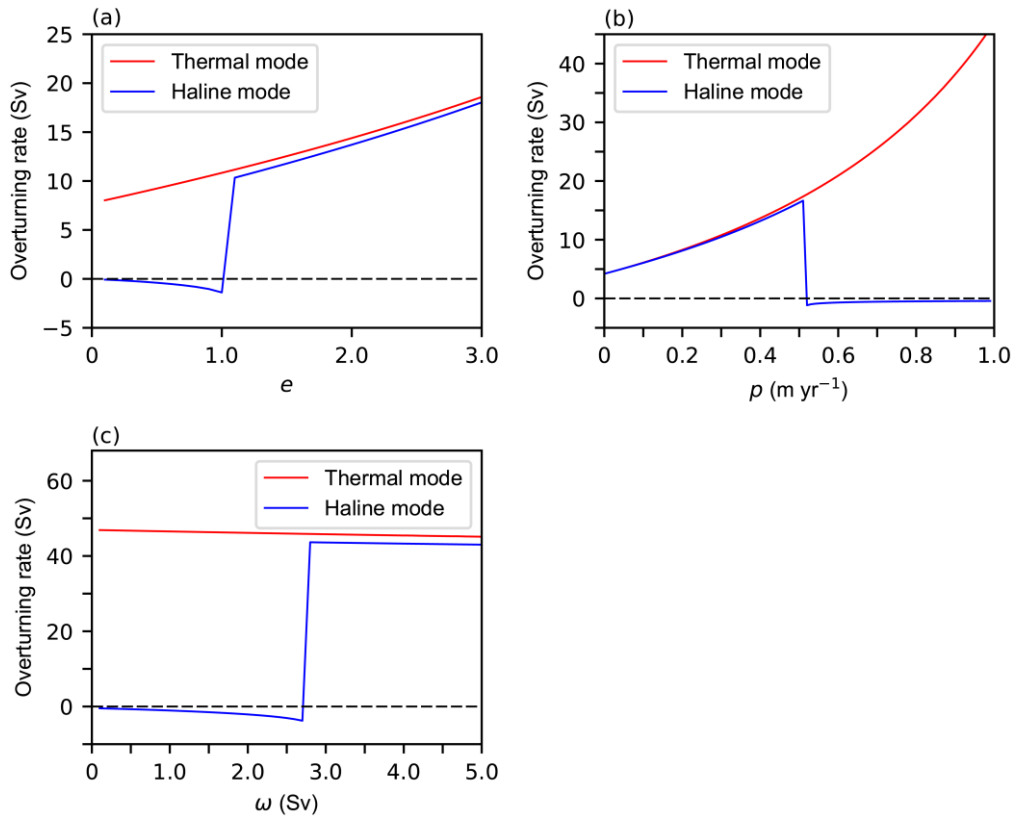 (a)
25
20
15
10
5
0
−5
Overturning rate (Sv)
Thermal mode
Haline mode
0
1.0
2.0
3.0
e
(b)
40
30
20
10
0
Overturning rate (Sv)
Thermal mode
Haline mode
0
0.2
0.4
0.6
0.8
1.0
p (m yr⁻¹)
(c)
60
40
20
0
Overturning rate (Sv)
Thermal mode
Haline mode
0
1.0
2.0
3.0
4.0
5.0
ω (Sv)